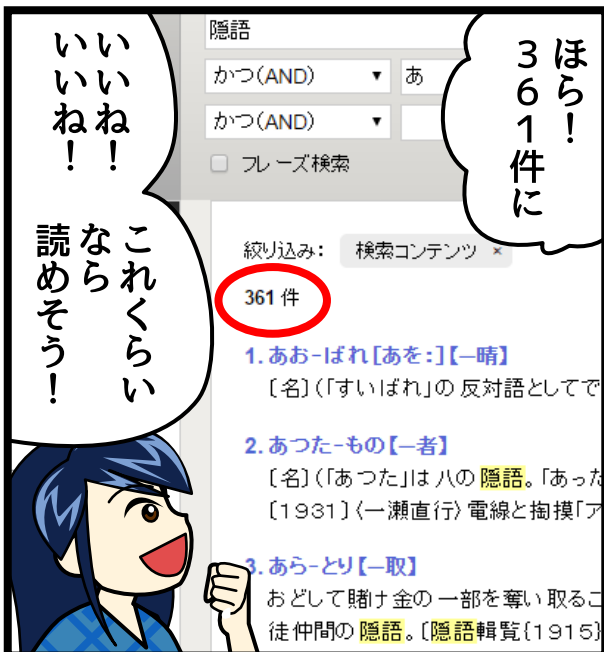 ほら！
３６１件に
いいね！
いいね！
これくらい
なら
読めそう！
隠語
かつ(AND) ▼ あ
かつ(AND) ▼
フレーズ検索
絞り込み： 検索コンテンツ ×
361 件
1. あお‐ばれ［あを：］【―晴】
［名］（「すいばれ」の反対語としてで
2. あつた‐もの【―者】
［名］（「あつた」は八の隠語。「あった
［1931］〈一瀬直行〉電線と掏摸「ア
3. あら‐とり【―取】
おどして賭け金の一部を奪い取るこ
徒仲間の隠語。〔隠語輯覧｛1915｝